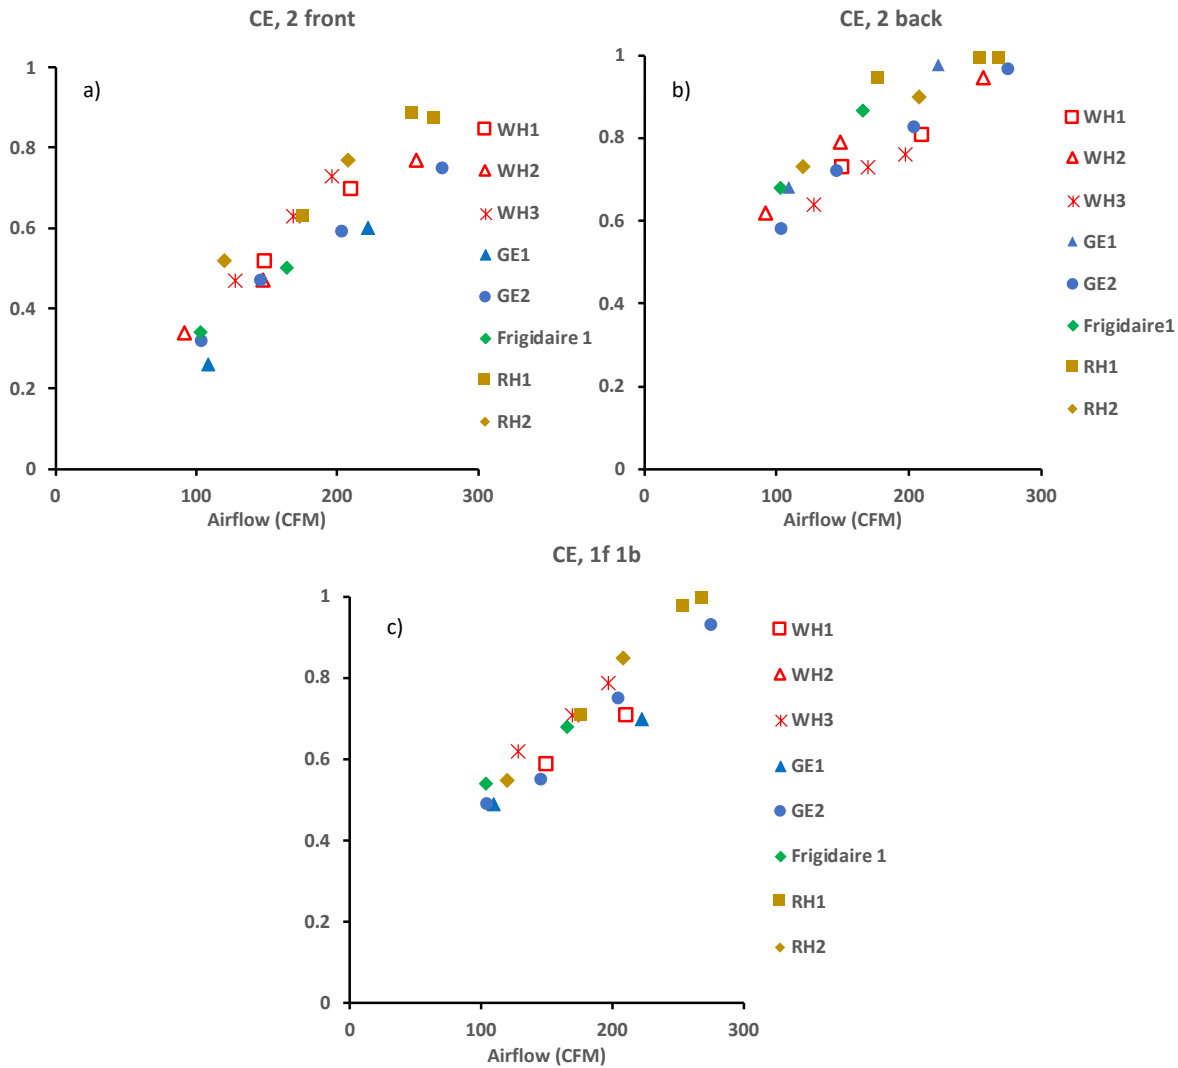 CE, 2 front
a)
1
0.8
0.6
0.4
0.2
0
0
100
200
300
Airflow (CFM)
WH1
WH2
WH3
GE1
GE2
Frigidaire 1
RH1
RH2
CE, 2 back
b)
1
0.8
0.6
0.4
0.2
0
0
100
200
300
Airflow (CFM)
WH1
WH2
WH3
GE1
GE2
Frigidaire1
RH1
RH2
CE, 1f 1b
c)
1
0.8
0.6
0.4
0.2
0
0
100
200
300
Airflow (CFM)
WH1
WH2
WH3
GE1
GE2
Frigidaire 1
RH1
RH2